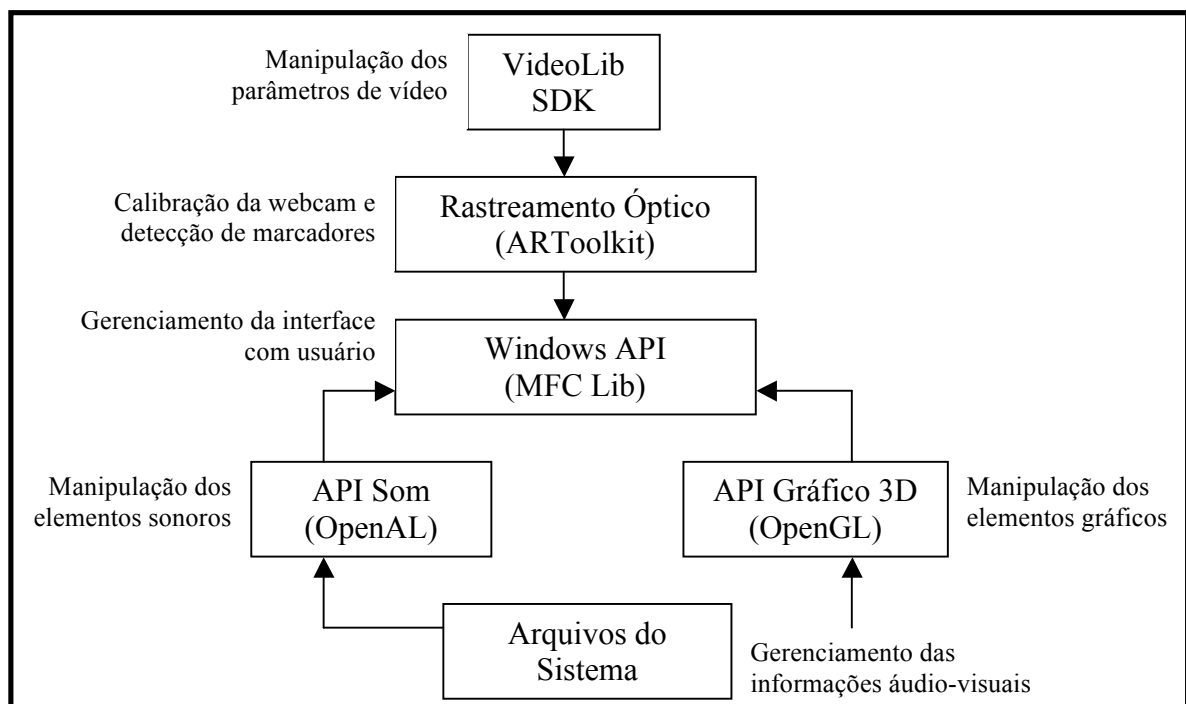 Manipulação dos
parâmetros de vídeo
VideoLib
SDK
Calibração da webcam e
detecção de marcadores
Rastreamento Óptico
(ARToolkit)
Gerenciamento da interface
com usuário
Windows API
(MFC Lib)
Manipulação dos
elementos sonoros
API Som
(OpenAL)
API Gráfico 3D
(OpenGL)
Manipulação dos
elementos gráficos
Arquivos do
Sistema
Gerenciamento das
informações áudio-visuais